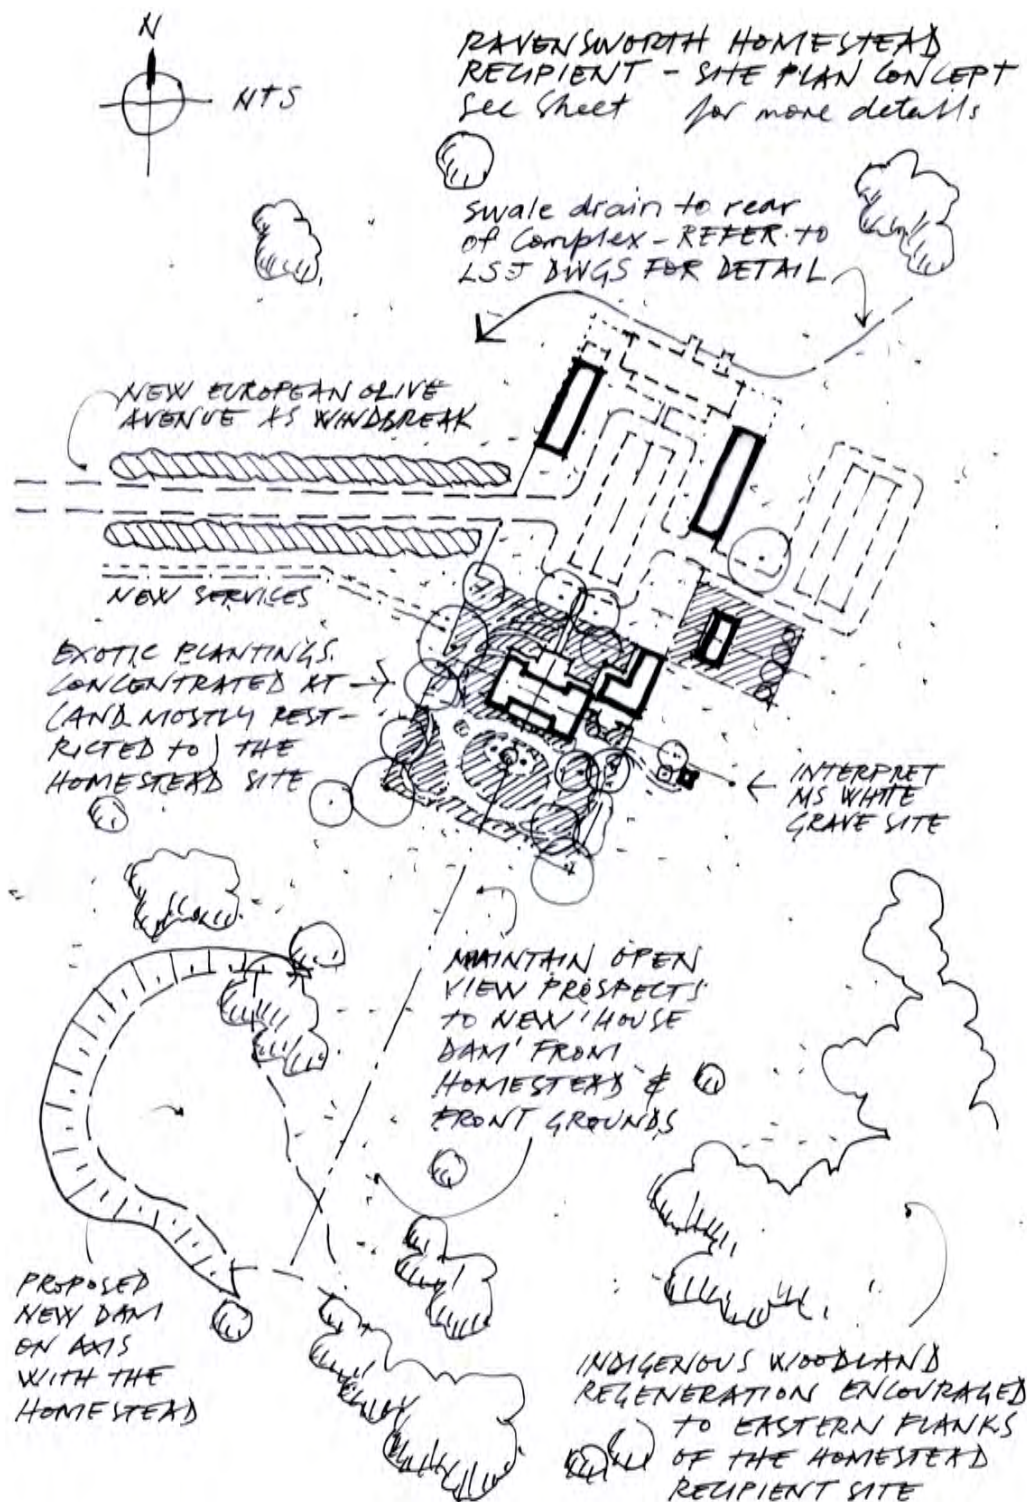 N
NTS
RAVENSWORTH HOMESTEAD
RECIPIENT - SITE PLAN CONCEPT
See Sheet for more details
swale drain to rear
of Complex - REFER TO
LSJ DWGS FOR DETAIL
NEW EUROPEAN OLIVE
AVENUE AS WINDBREAK
NEW SERVICES
EXOTIC PLANTINGS
CONCENTRATED AT
(AND MOSTLY REST-
RICTED TO) THE
HOMESTEAD SITE
INTERPRET
MS WHITE
GRAVE SITE
MAINTAIN OPEN
VIEW PROSPECTS
TO NEW 'HOUSE
DAM' FROM
HOMESTEAD &
FRONT GROUNDS
PROPOSED
NEW DAM
ON AXIS
WITH THE
HOMESTEAD
INDIGENOUS WOODLAND
REGENERATION ENCOURAGED
TO EASTERN FLANKS
OF THE HOMESTEAD
RECIPIENT SITE